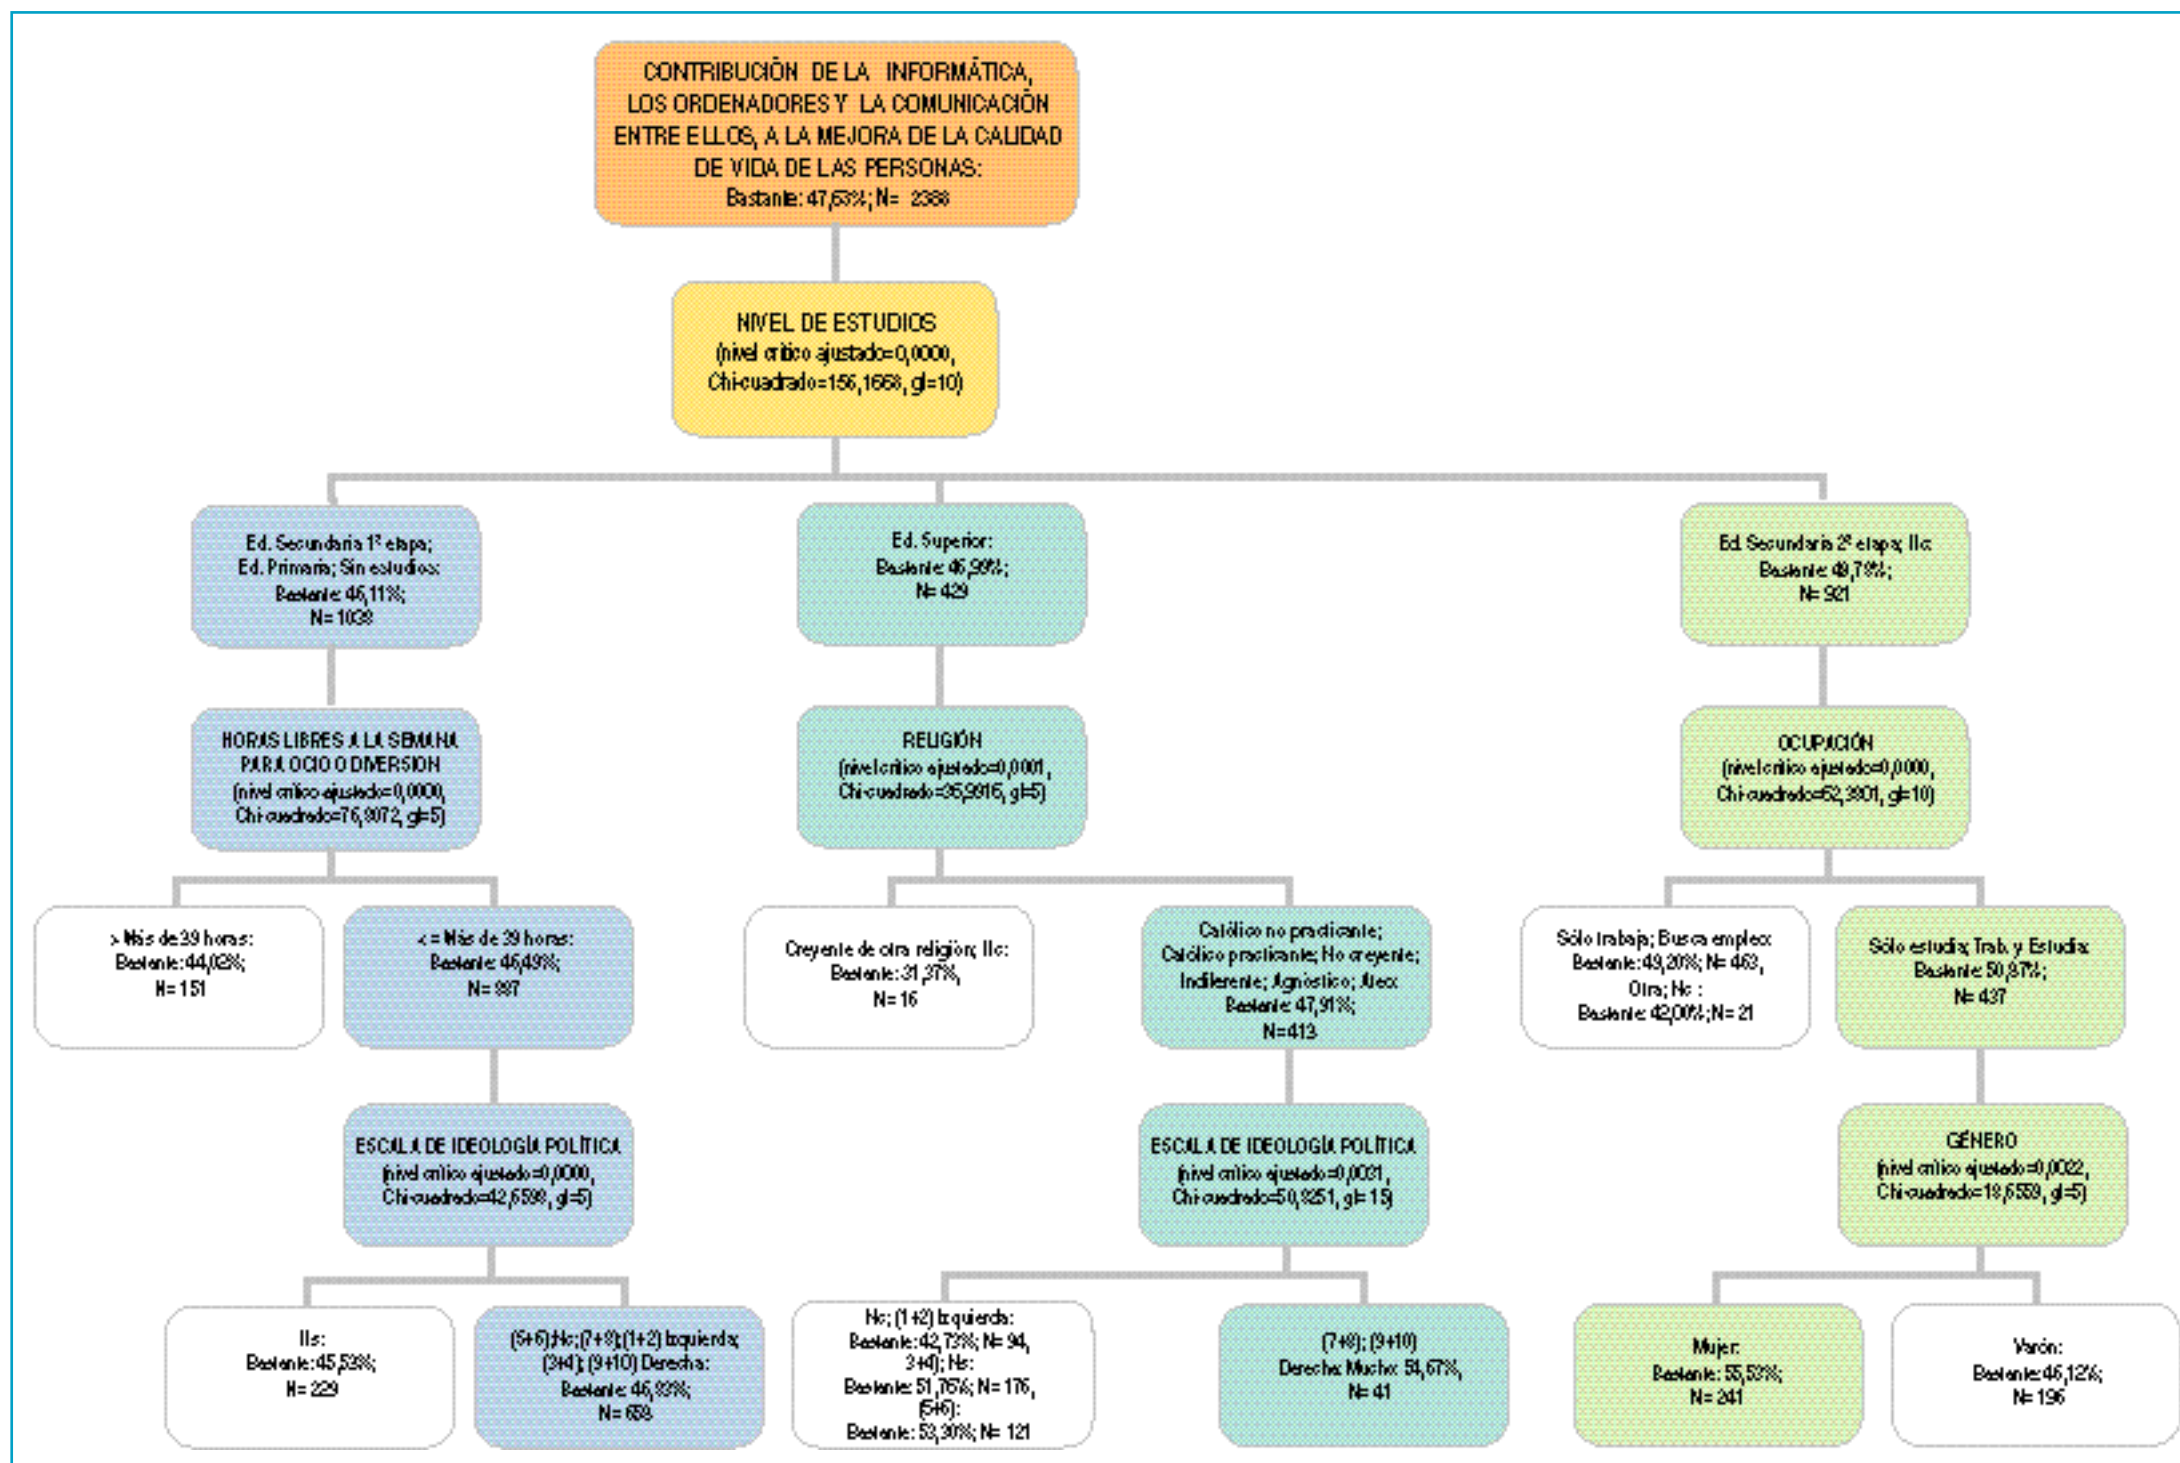 CONTRIBUCIÓN DE LA INFORMÁTICA,
LOS ORDENADORES Y LA COMUNICACIÓN
ENTRE ELLOS, A LA MEJORA DE LA CALIDAD
DE VIDA DE LAS PERSONAS:
Bastante: 47,63%; N= 2388
NIVEL DE ESTUDIOS
(nivel crítico ajustado=0,0000,
Chi-cuadrado=156,1668, gl=10)
Ed. Secundaria 1ª etapa;
Ed. Primaria; Sin estudios:
Bastante: 46,11%;
N= 1038
Ed. Superior:
Bastante: 46,99%;
N= 429
Ed. Secundaria 2ª etapa; Nc:
Bastante: 49,78%;
N= 921
HORAS LIBRES A LA SEMANA
PARA OCIO O DIVERSION
(nivel crítico ajustado=0,0000,
Chi-cuadrado=76,8072, gl=5)
RELIGIÓN
(nivel crítico ajustado=0,0001,
Chi-cuadrado=36,9916, gl=5)
OCUPACIÓN
(nivel crítico ajustado=0,0000,
Chi-cuadrado=62,3801, gl=10)
> Más de 39 horas:
Bastante: 44,02%;
N= 151
< = Más de 39 horas:
Bastante: 46,49%;
N= 887
Creyente de otra religión; Nc:
Bastante: 31,37%,
N= 16
Católico no practicante;
Católico practicante; No creyente;
Indiferente; Agnóstico; Ateo:
Bastante: 47,91%;
N=413
Sólo trabaja; Busca empleo:
Bastante: 49,20%; N= 463,
Otra; Nc :
Bastante: 42,00%; N= 21
Sólo estudia; Trab. y Estudia:
Bastante: 50,87%;
N= 437
ESCALA DE IDEOLOGÍA POLÍTICA
(nivel crítico ajustado=0,0000,
Chi-cuadrado=42,6598, gl=5)
ESCALA DE IDEOLOGÍA POLÍTICA
(nivel crítico ajustado=0,0031,
Chi-cuadrado=50,8251, gl= 15)
GÉNERO
(nivel crítico ajustado=0,0022,
Chi-cuadrado=18,6559, gl=5)
Ns:
Bastante: 45,53%;
N= 229
(5+6);Nc;(7+8);(1+2) Izquierda;
(3+4); (9+10) Derecha:
Bastante: 46,83%;
N= 658
Nc; (1+2) Izquierda:
Bastante: 42,73%; N= 94,
3+4); Ns:
Bastante: 51,76%; N= 176,
(5+6):
Bastante: 53,30%; N= 121
(7+8); (9+10)
Derecha: Mucho: 54,67%,
N= 41
Mujer:
Bastante: 55,53%;
N= 241
Varón:
Bastante: 46,12%;
N= 196